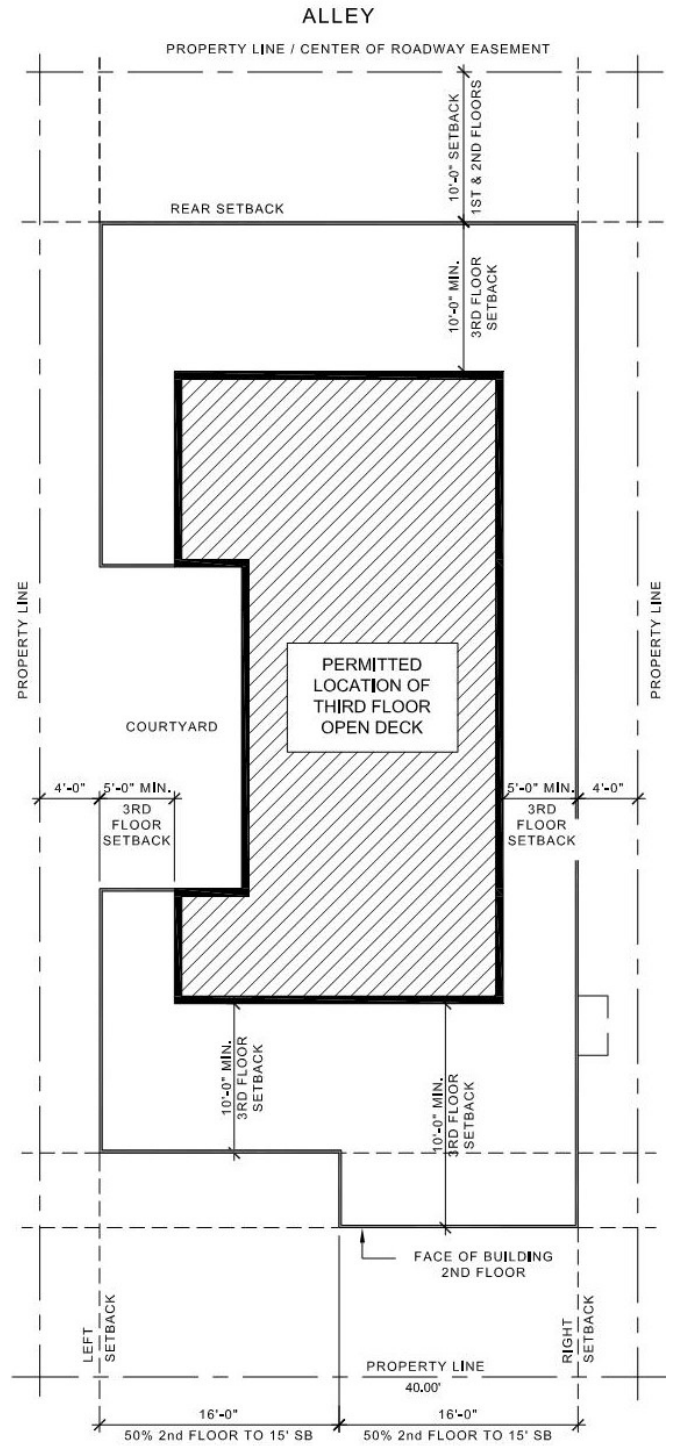 ALLEY
PROPERTY LINE / CENTER OF ROADWAY EASEMENT
10'-0" SETBACK
1ST & 2ND FLOORS
REAR SETBACK
10'-0" MIN.
3RD FLOOR
SETBACK
PROPERTY LINE
PERMITTED
LOCATION OF
THIRD FLOOR
OPEN DECK
PROPERTY LINE
COURTYARD
4'-0"
5'-0" MIN.
3RD
FLOOR
SETBACK
5'-0" MIN.
4'-0"
3RD
FLOOR
SETBACK
10'-0" MIN.
3RD FLOOR
SETBACK
10'-0" MIN.
3RD FLOOR
SETBACK
FACE OF BUILDING
2ND FLOOR
LEFT
SETBACK
RIGHT
SETBACK
PROPERTY LINE
40.00'
16'-0"
50% 2nd FLOOR TO 15' SB
16'-0"
50% 2nd FLOOR TO 15' SB